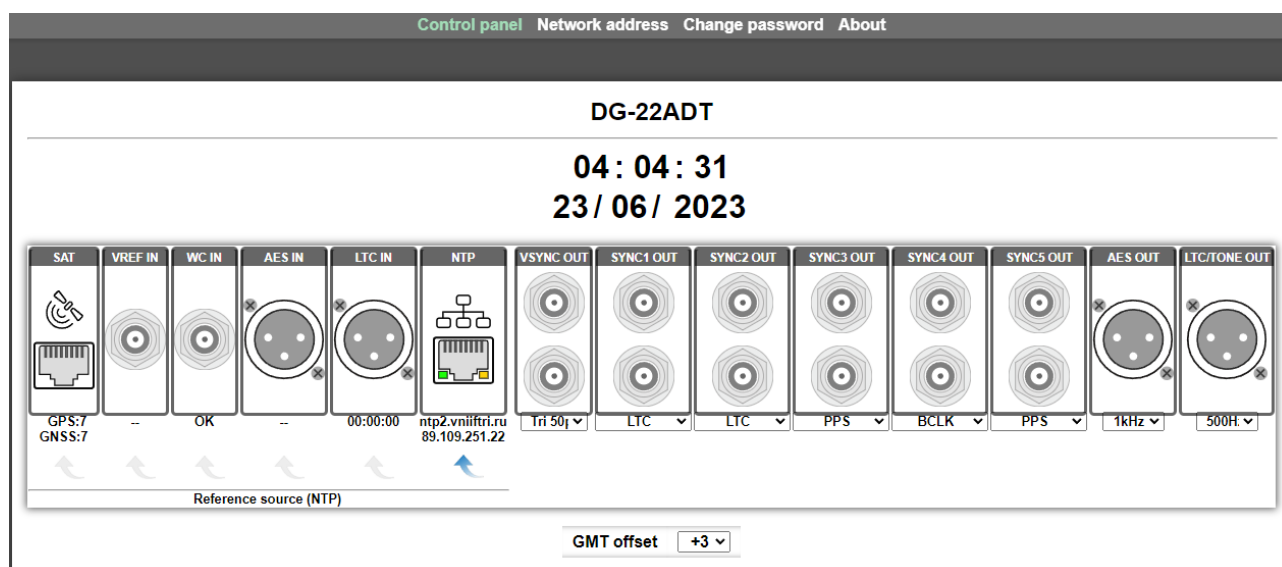 Control panel Network address Change password About
DG-22ADT
04 : 04 : 31
23 / 06 / 2023
SAT VREF IN WC IN AES IN LTC IN NTP VSYNC OUT SYNC1 OUT SYNC2 OUT SYNC3 OUT SYNC4 OUT SYNC5 OUT AES OUT LTC/TONE OUT
GPS:7 -- OK -- 00:00:00 ntp2.vniiftri.ru Tri 50p LTC LTC PPS BCLK PPS 1kHz 500H:
GNSS:7 89.109.251.22
Reference source (NTP)
GMT offset +3